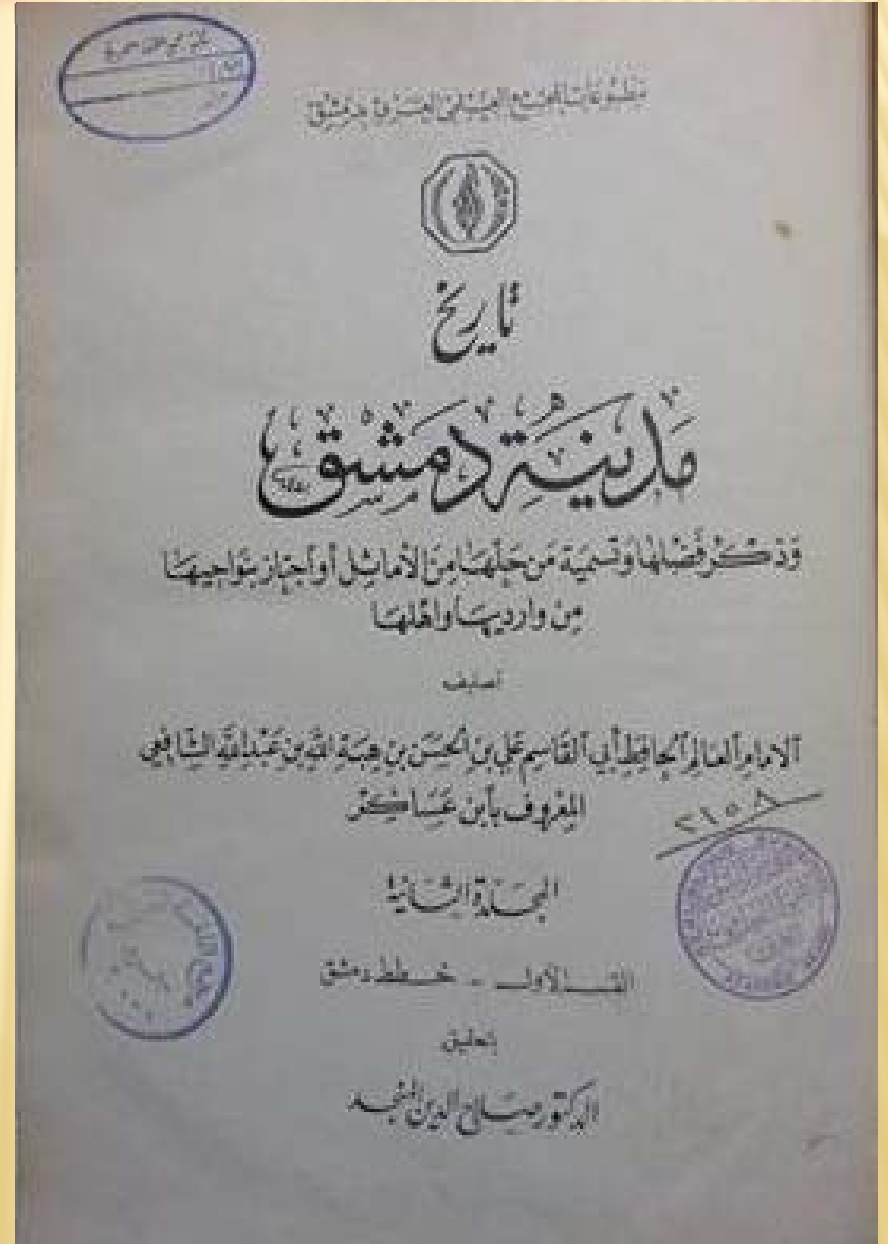 مطبوعات المجمع العلمي العربي بدمشق
تاريخ
مدينة دمشق
وذكر فضلها وتسمية من حلها من الأماثل أو اجتاز بنواحيها
من وارديها وأهلها
تصنيف
الامام العالم الحافظ أبي القاسم علي بن الحسن بن هبة الله بن عبد الله الشافعي
المعروف بابن عساكر
٢١٥٨
المجلدة الثانية
القسم الأول - خطط دمشق
بتحقيق
الدكتور صلاح الدين المنجد